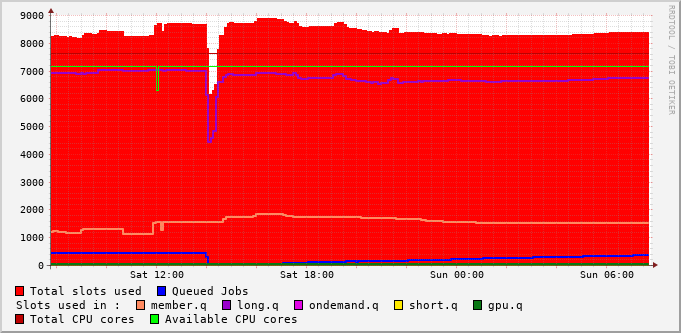 RRDTOOL / TOBI OETIKER
9000
8000
7000
6000
5000
4000
3000
2000
1000
0
Sat 12:00 Sat 18:00 Sun 00:00 Sun 06:00
Total slots used Queued Jobs
Slots used in : member.q long.q ondemand.q short.q gpu.q
Total CPU cores Available CPU cores